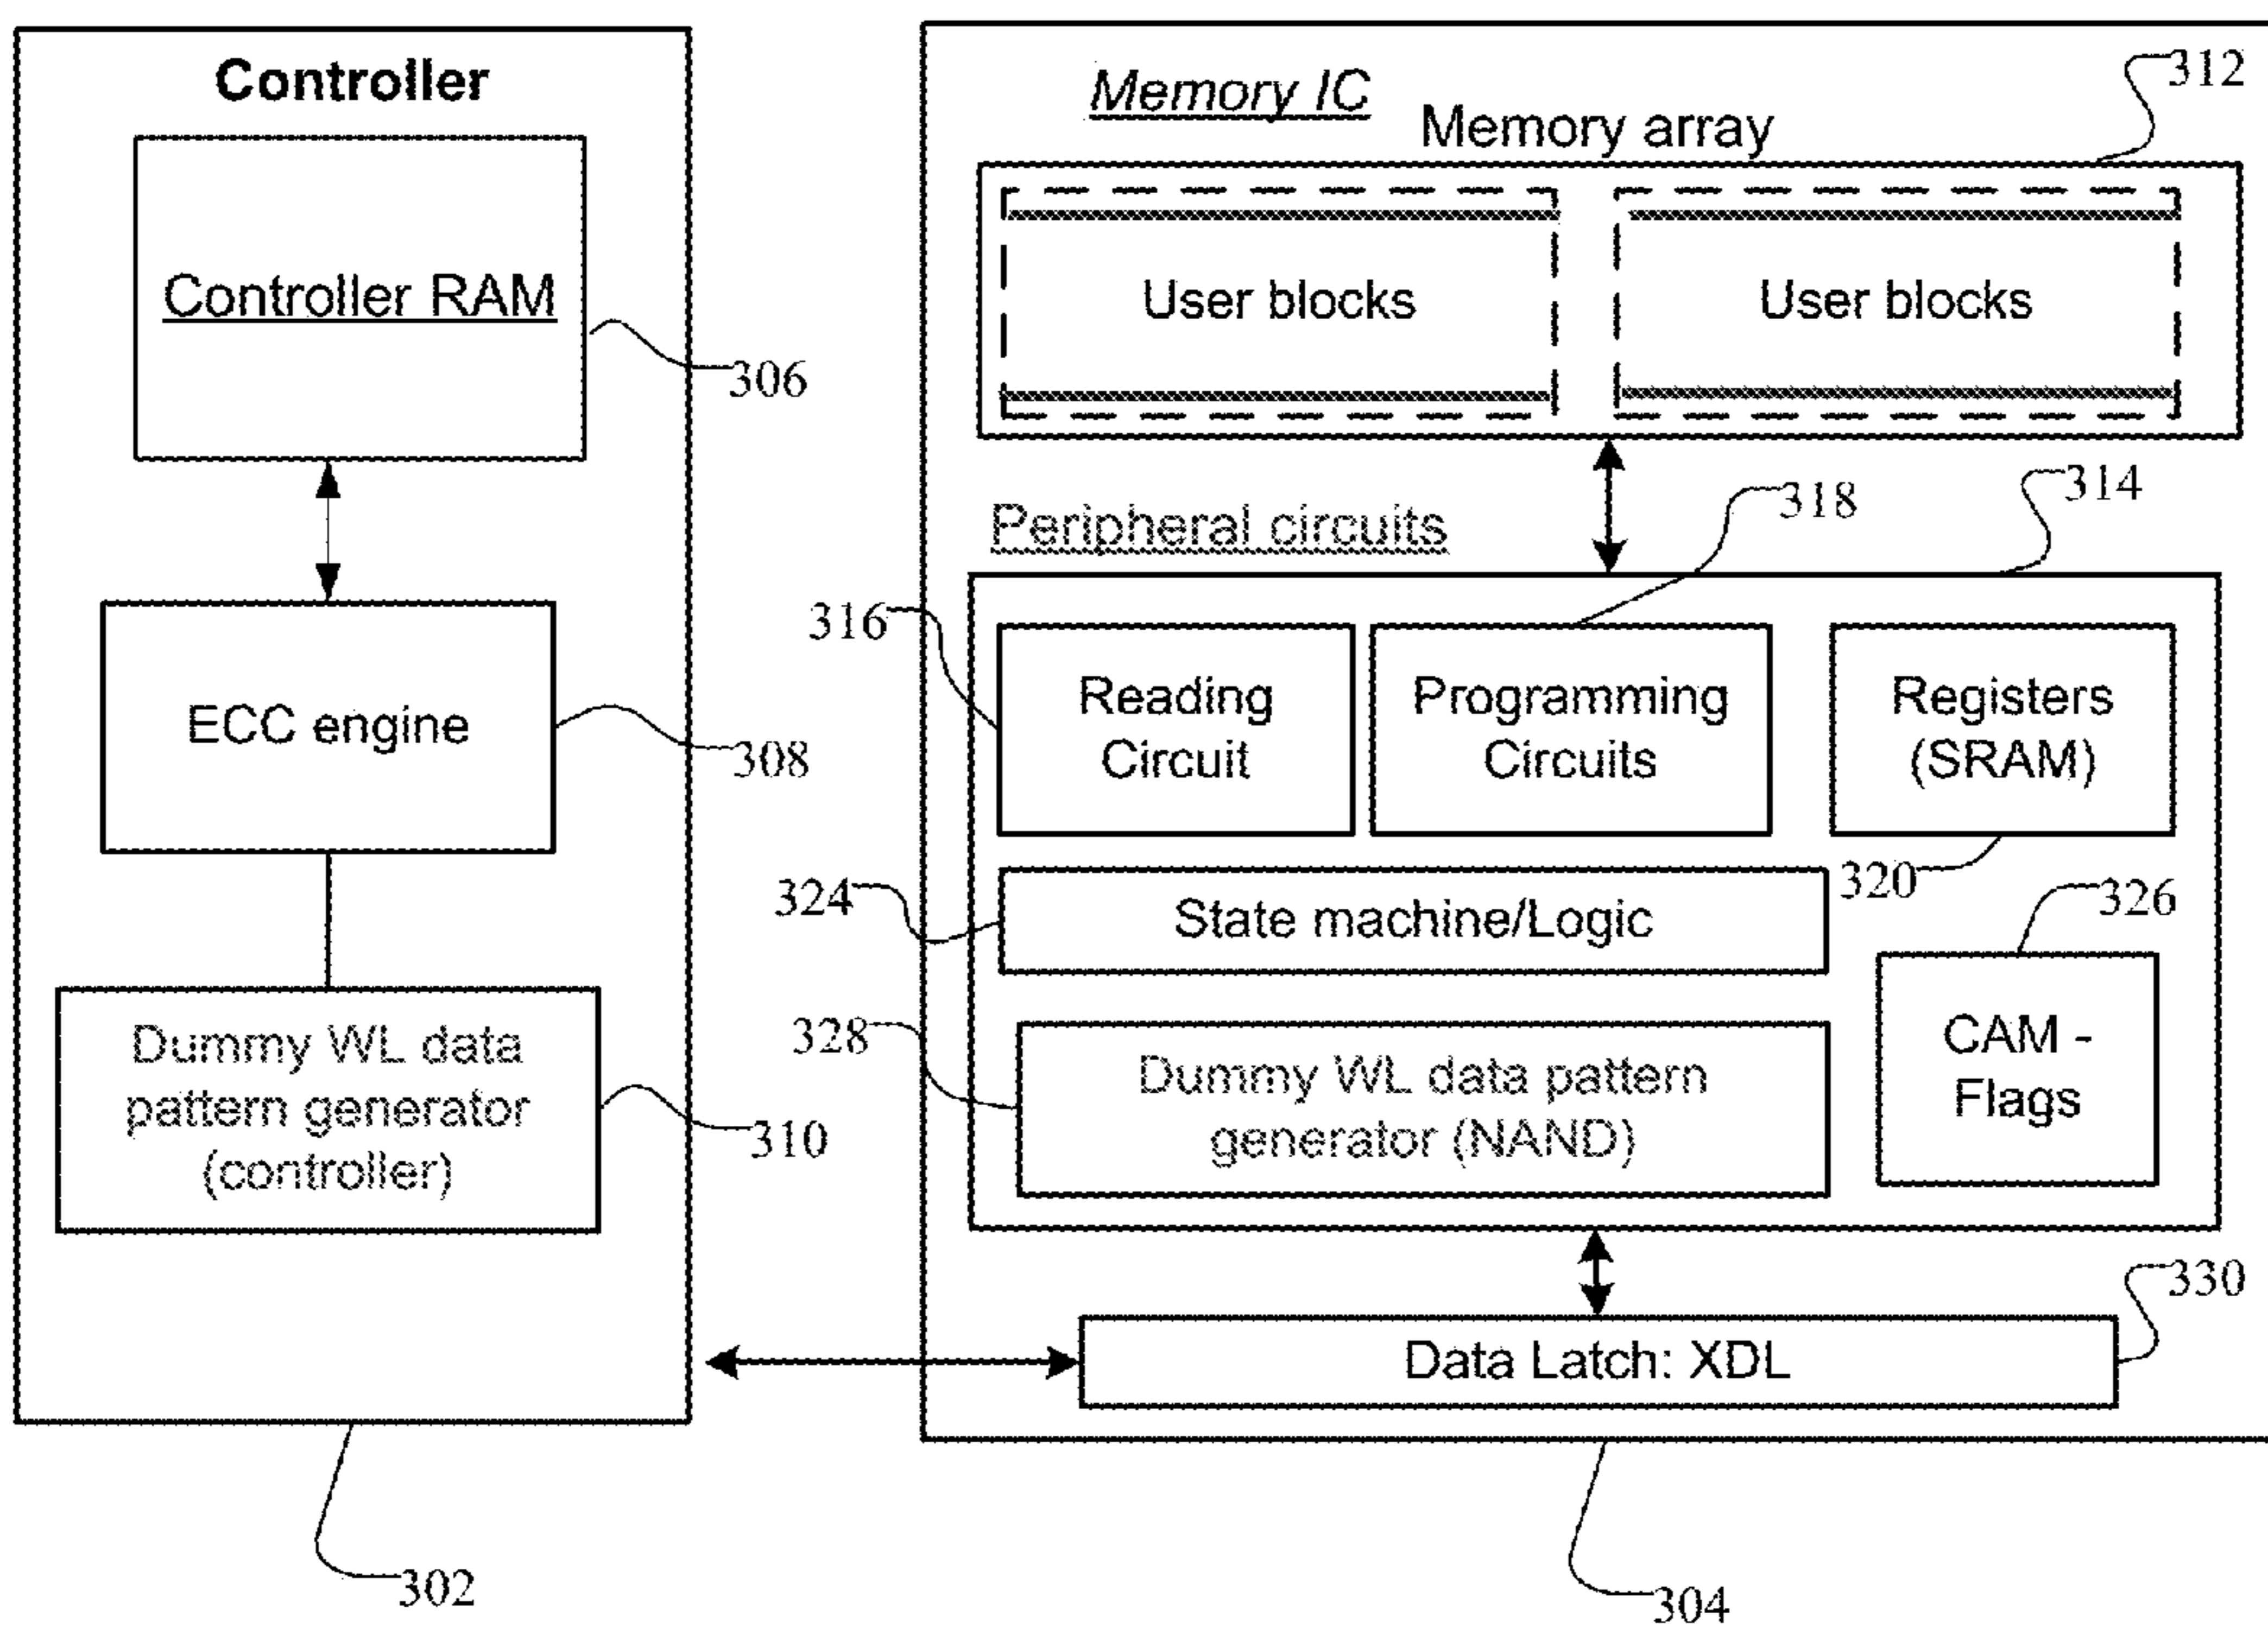 Controller
Controller RAM
306
ECC engine
308
Dummy WL data
pattern generator
(controller)
310
302
Memory IC
Memory array
312
User blocks
User blocks
Peripheral circuits
314
316
318
Reading
Circuit
Programming
Circuits
Registers
(SRAM)
320
324
State machine/Logic
326
CAM -
Flags
328
Dummy WL data pattern
generator (NAND)
330
Data Latch: XDL
304